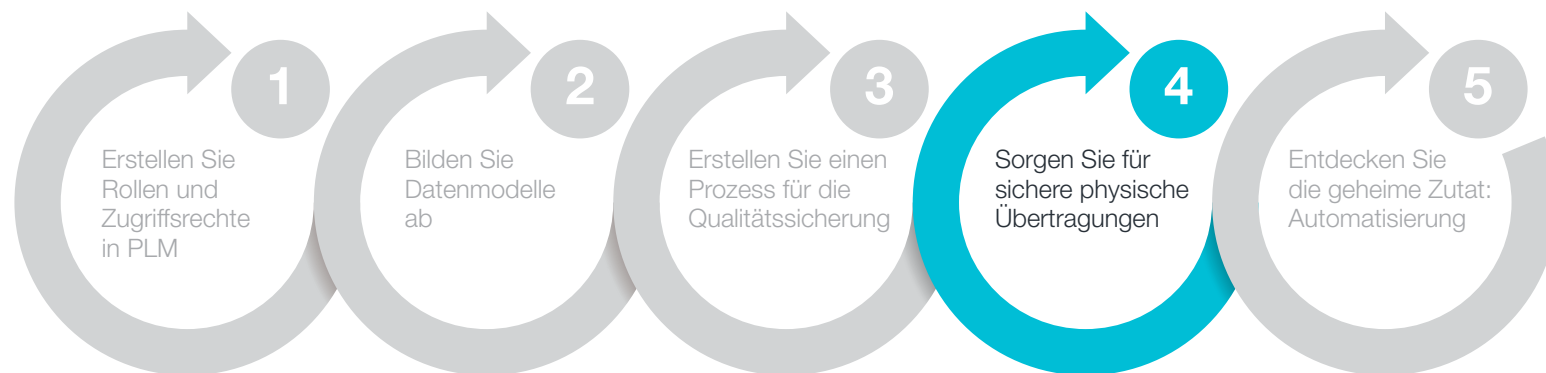 1
Erstellen Sie
Rollen und
Zugriffsrechte
in PLM
2
Bilden Sie
Datenmodelle
ab
3
Erstellen Sie einen
Prozess für die
Qualitätssicherung
4
Sorgen Sie für
sichere physische
Übertragungen
5
Entdecken Sie
die geheime Zutat:
Automatisierung